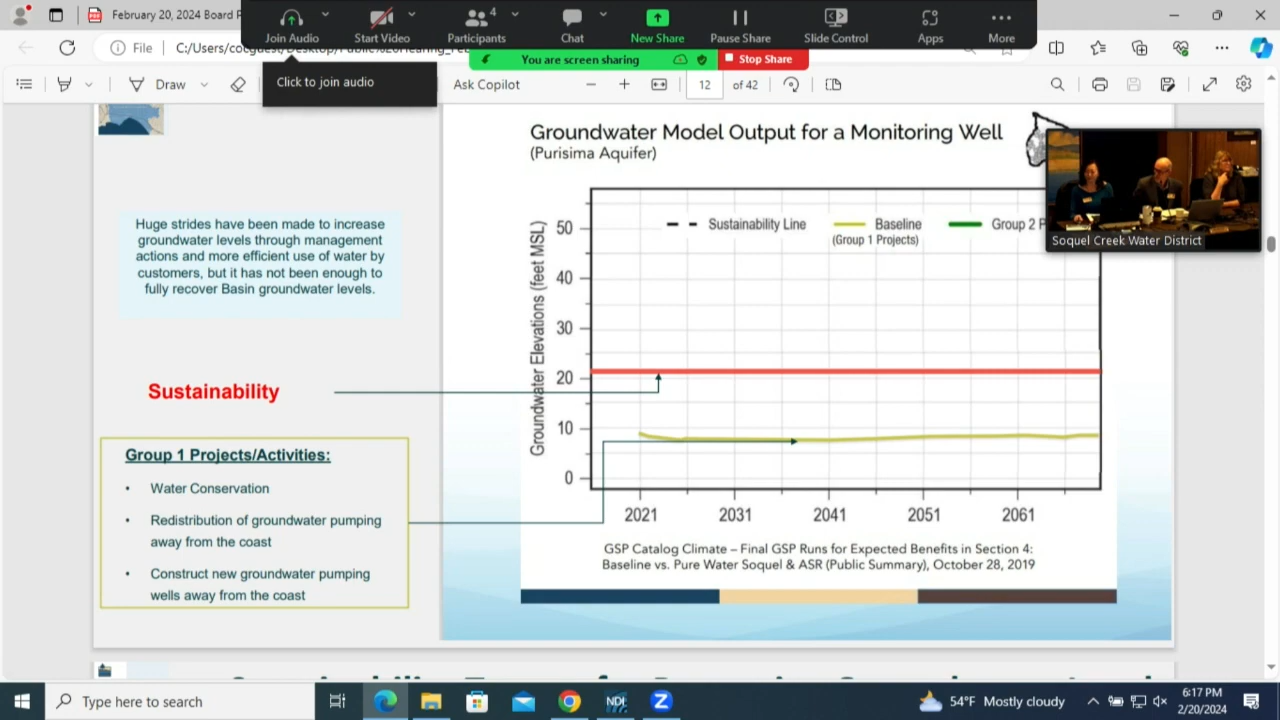 February 20, 2024 Board P
4
Join Audio
Start Video
Participants
Chat
New Share
Pause Share
Slide Control
Apps
More
File
C:/Users/
You are screen sharing
Stop Share
Click to join audio
Draw
Ask Copilot
12
of 42
Groundwater Model Output for a Monitoring Well
(Purisima Aquifer)
Soquel Creek Water District
Huge strides have been made to increase
groundwater levels through management
actions and more efficient use of water by
customers, but it has not been enough to
fully recover Basin groundwater levels.
Sustainability
Group 1 Projects/Activities:
• Water Conservation
• Redistribution of groundwater pumping
away from the coast
• Construct new groundwater pumping
wells away from the coast
Groundwater Elevations (feet MSL)
Sustainability Line
Baseline
(Group 1 Projects)
Group 2 P
50
40
30
20
10
0
2021
2031
2041
2051
2061
GSP Catalog Climate – Final GSP Runs for Expected Benefits in Section 4:
Baseline vs. Pure Water Soquel & ASR (Public Summary), October 28, 2019
Type here to search
NDI
54°F Mostly cloudy
6:17 PM
2/20/2024